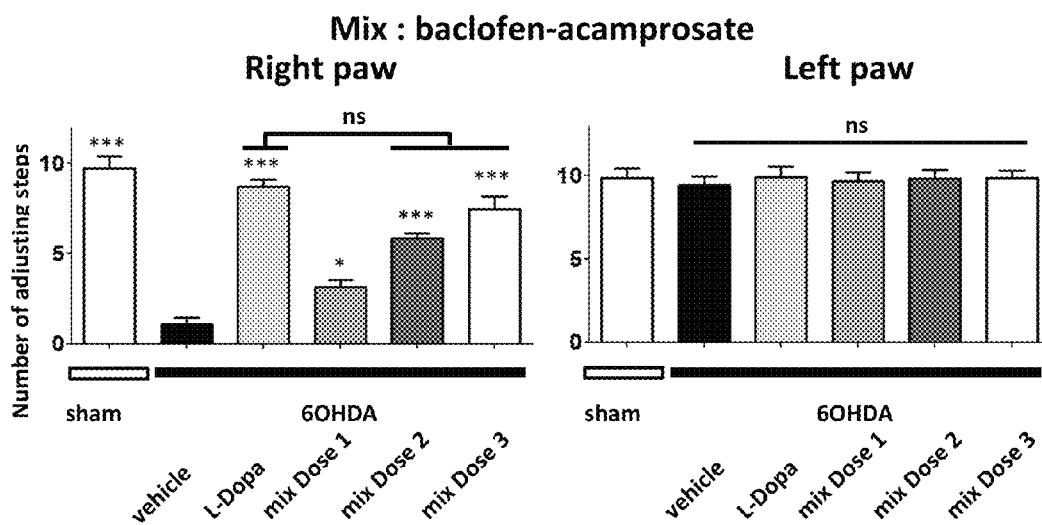 Mix : baclofen-acamprosate
Right paw
Left paw
Number of adjusting steps
10
5
0
***
***
*
***
***
ns
sham
6OHDA
vehicle
L-Dopa
mix Dose 1
mix Dose 2
mix Dose 3
10
5
0
ns
sham
6OHDA
vehicle
L-Dopa
mix Dose 1
mix Dose 2
mix Dose 3